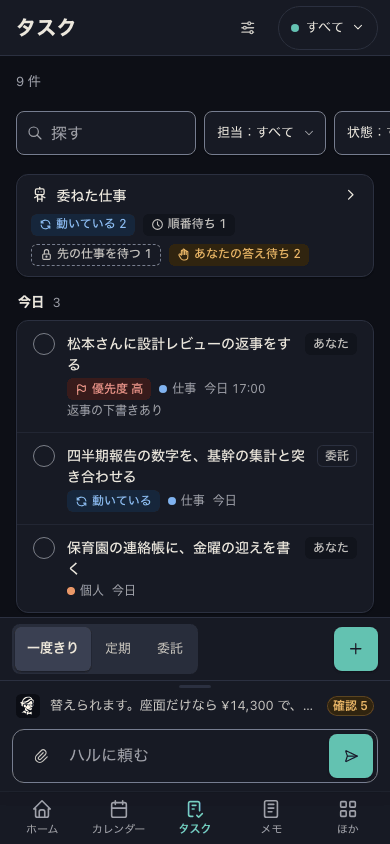 タスク
すべて
9 件
探す
担当：すべて
状態：
委ねた仕事
動いている 2
順番待ち 1
先の仕事を待つ 1
あなたの答え待ち 2
今日 3
松本さんに設計レビューの返事をす
る
あなた
優先度 高
仕事 今日 17:00
返事の下書きあり
四半期報告の数字を、基幹の集計と突
き合わせる
委託
動いている
仕事 今日
保育園の連絡帳に、金曜の迎えを書
く
あなた
個人 今日
一度きり
定期
委託
替えられます。座面だけなら ¥14,300 で、…
確認 5
ハルに頼む
ホーム
カレンダー
タスク
メモ
ほか